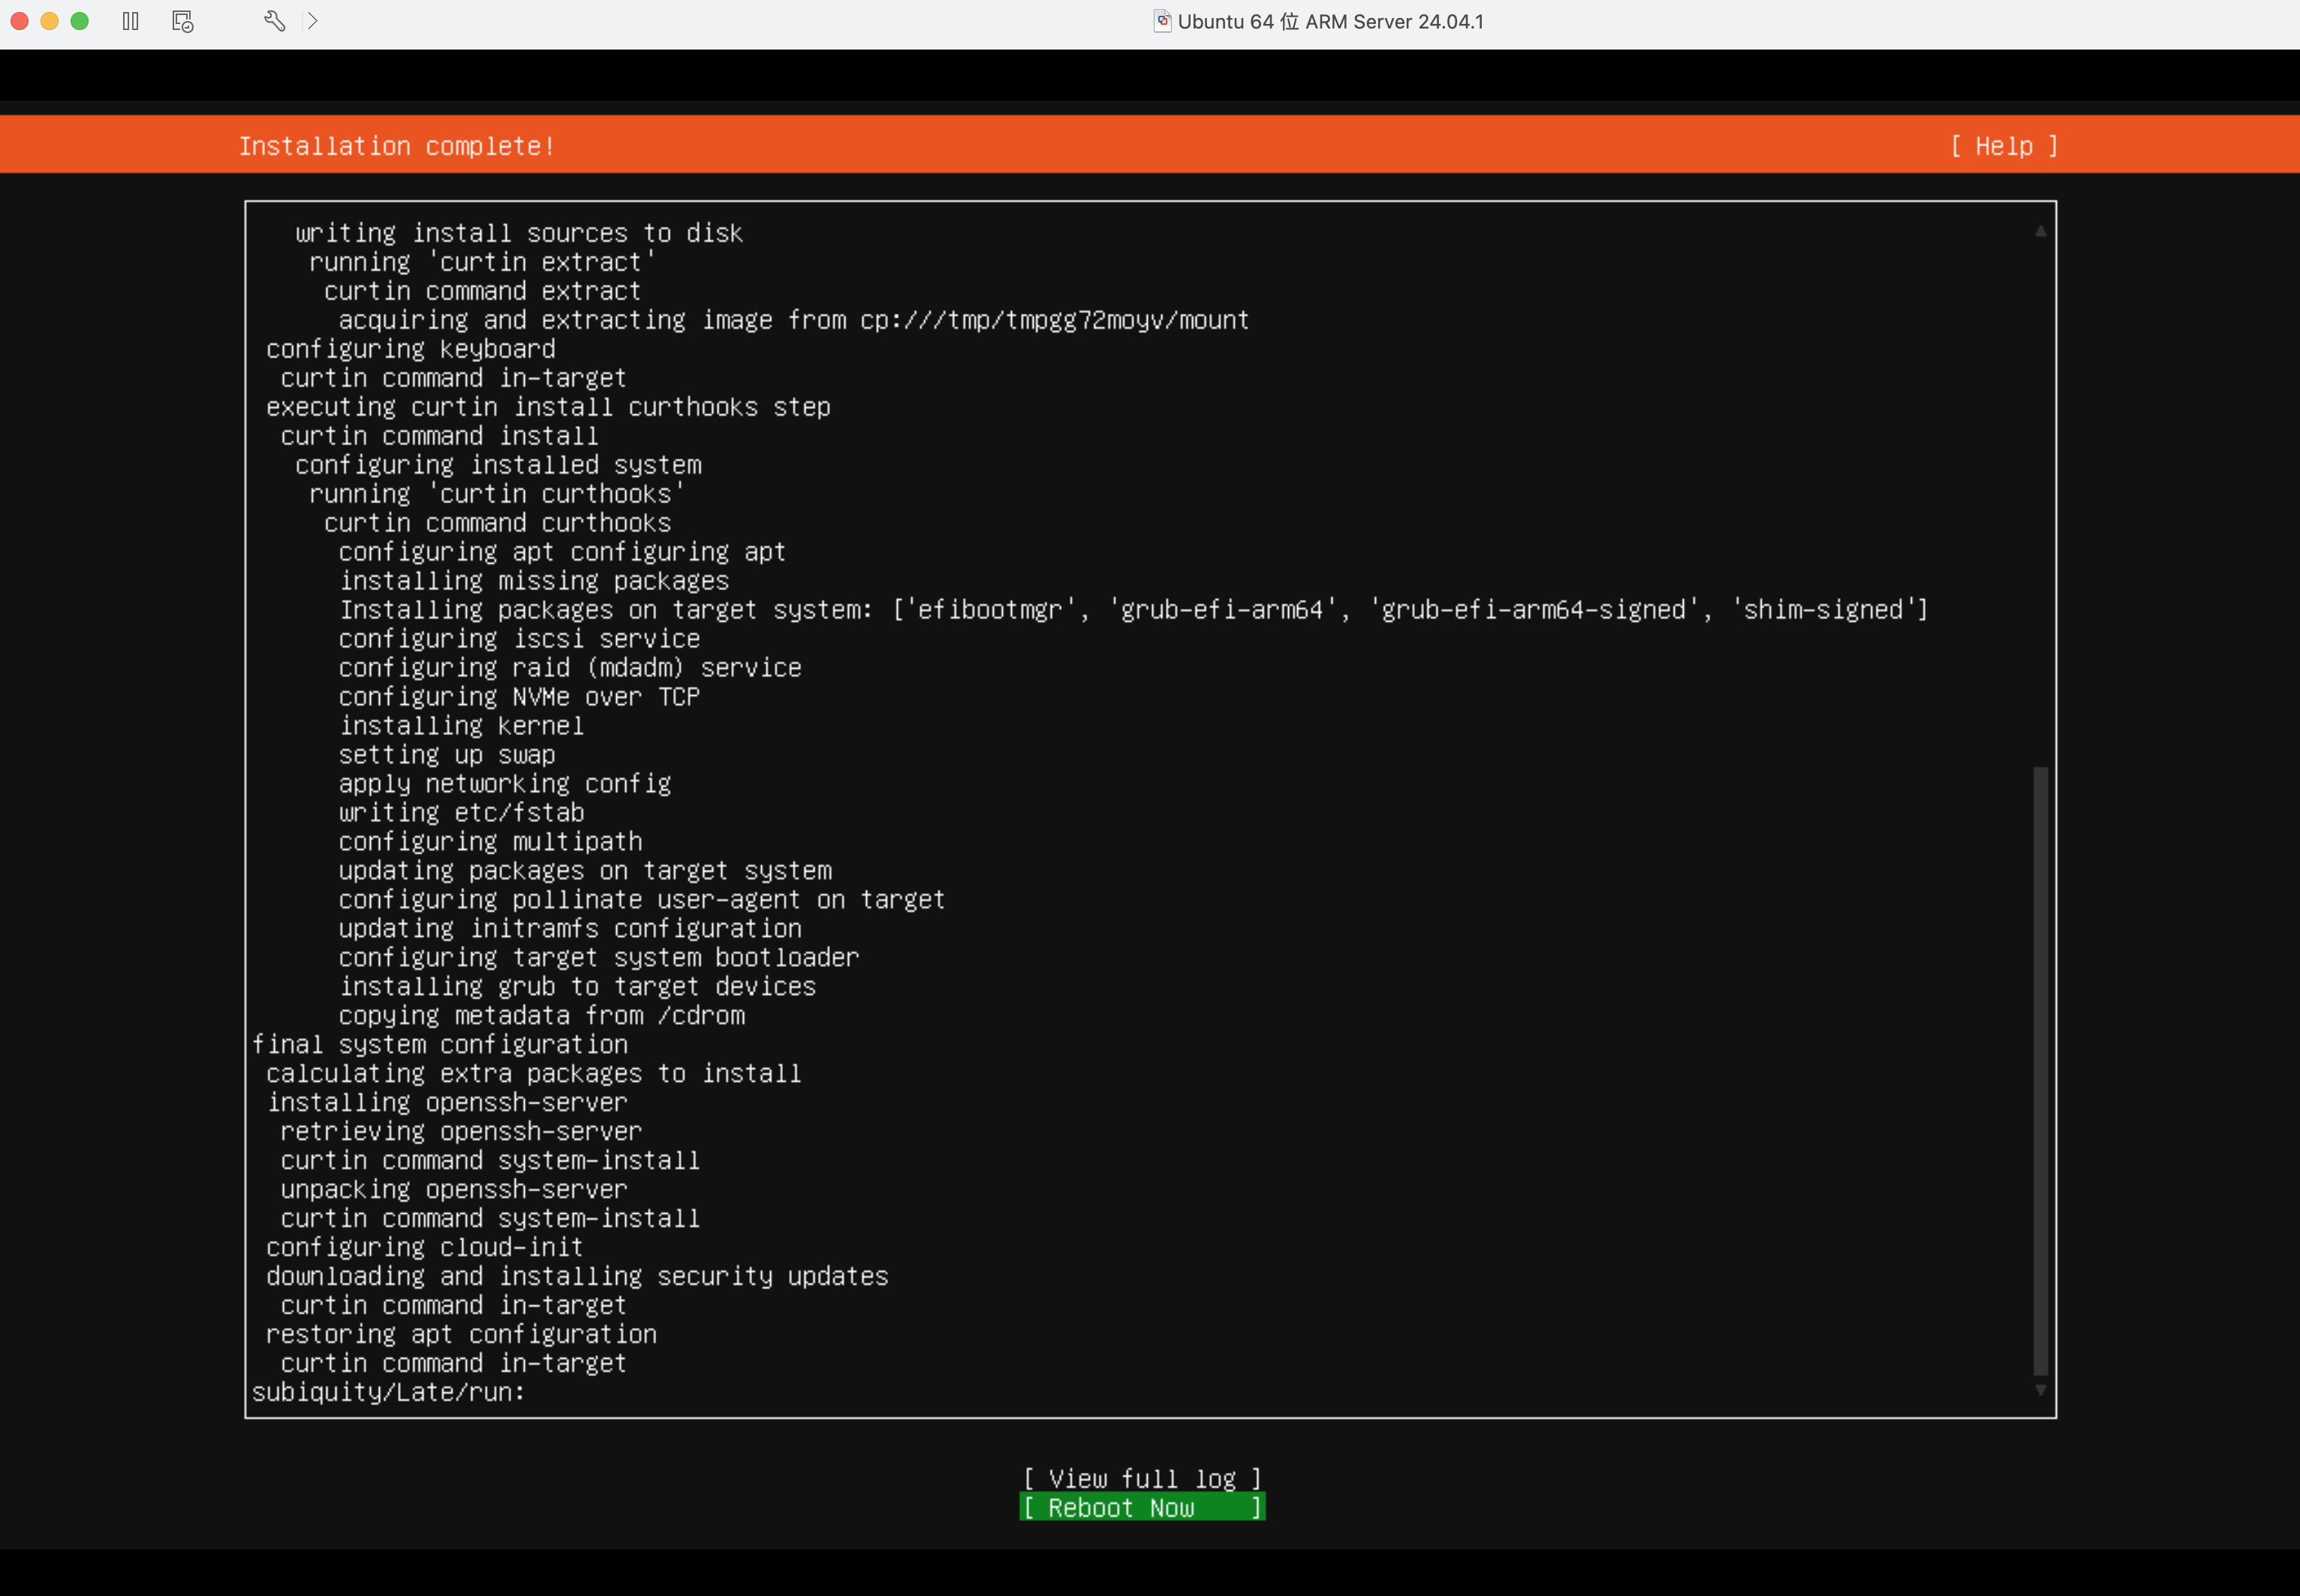 Ubuntu 64 位 ARM Server 24.04.1
Installation complete! [ Help ]
writing install sources to disk
running 'curtin extract'
curtin command extract
acquiring and extracting image from cp:///tmp/tmpgg72moyv/mount
configuring keyboard
curtin command in-target
executing curtin install curthooks step
curtin command install
configuring installed system
running 'curtin curthooks'
curtin command curthooks
configuring apt configuring apt
installing missing packages
Installing packages on target system: ['efibootmgr', 'grub-efi-arm64', 'grub-efi-arm64-signed', 'shim-signed']
configuring iscsi service
configuring raid (mdadm) service
configuring NVMe over TCP
installing kernel
setting up swap
apply networking config
writing etc/fstab
configuring multipath
updating packages on target system
configuring pollinate user-agent on target
updating initramfs configuration
configuring target system bootloader
installing grub to target devices
copying metadata from /cdrom
final system configuration
calculating extra packages to install
installing openssh-server
retrieving openssh-server
curtin command system-install
unpacking openssh-server
curtin command system-install
configuring cloud-init
downloading and installing security updates
curtin command in-target
restoring apt configuration
curtin command in-target
subiquity/Late/run:
[ View full log ]
[ Reboot Now ]